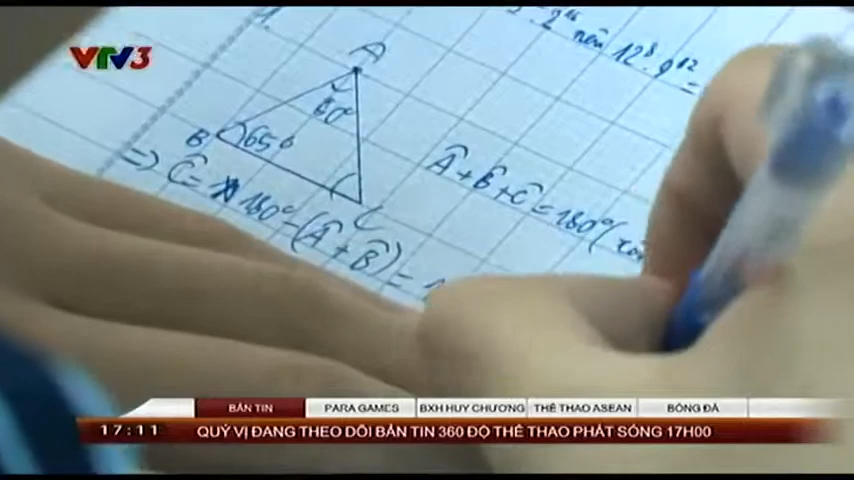 VTV3
nên 12⁸ . 9¹² =
A
60°
B 65°
C
Â + B̂ + Ĉ = 180° (
=> Ĉ = 180° - (Â + B̂) =
BẢN TIN PARA GAMES BXH HUY CHƯƠNG THỂ THAO ASEAN BÓNG ĐÁ
17:11 QUÝ VỊ ĐANG THEO DÕI BẢN TIN 360 ĐỘ THỂ THAO PHÁT SÓNG 17H00